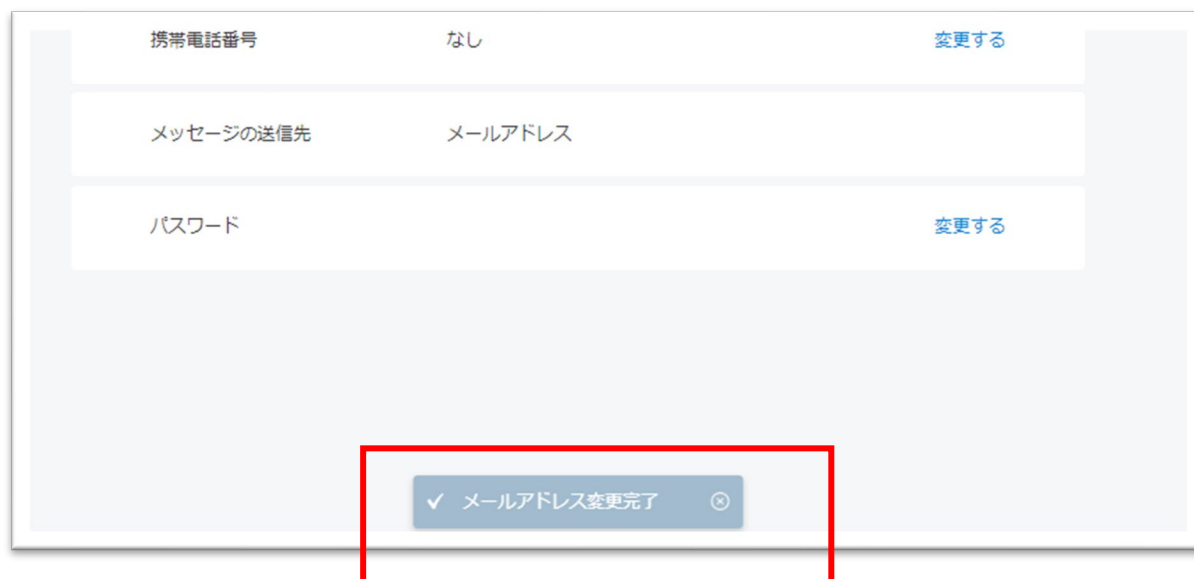 携帯電話番号 なし 変更する
メッセージの送信先 メールアドレス
パスワード 変更する
メールアドレス変更完了